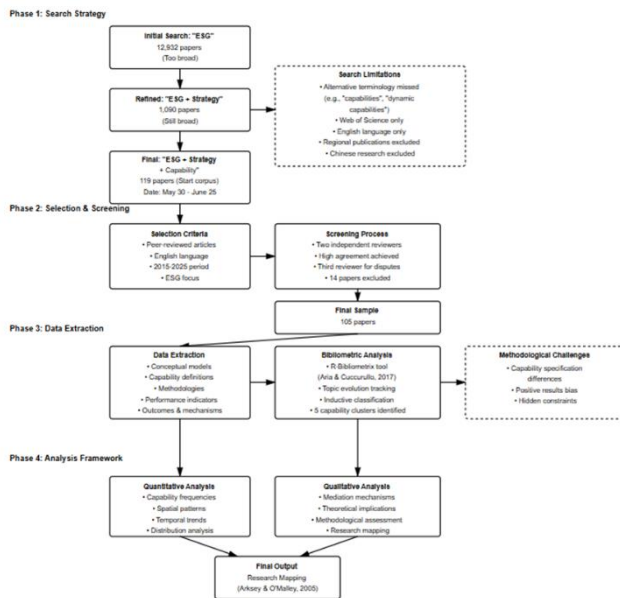 Phase 1: Search Strategy
Initial Search: "ESG"
12,932 papers
(Too broad)
Refined: "ESG + Strategy"
1,090 papers
(Still broad)
Search Limitations
• Alternative terminology missed
(e.g., "capabilities", "dynamic
capabilities")
• Web of Science only
• English language only
• Regional publications excluded
• Chinese research excluded
Final: "ESG + Strategy
+ Capability"
119 papers (Start corpus)
Date: May 30 - June 25
Phase 2: Selection & Screening
Selection Criteria
• Peer-reviewed articles
• English language
• 2015-2025 period
• ESG focus
Screening Process
• Two independent reviewers
• High agreement achieved
• Third reviewer for disputes
• 14 papers excluded
Final Sample
105 papers
Phase 3: Data Extraction
Data Extraction
• Conceptual models
• Capability definitions
• Methodologies
• Performance indicators
• Outcomes & mechanisms
Bibliometric Analysis
• R-Bibliometrix tool
(Aria & Cuccurullo, 2017)
• Topic evolution tracking
• Inductive classification
• 5 capability clusters identified
Methodological Challenges
• Capability specification
differences
• Positive results bias
• Hidden constraints
Phase 4: Analysis Framework
Quantitative Analysis
• Capability frequencies
• Spatial patterns
• Temporal trends
• Distribution analysis
Qualitative Analysis
• Mediation mechanisms
• Theoretical implications
• Methodological assessment
• Research mapping
Final Output
Research Mapping
(Arksey & O'Malley, 2005)